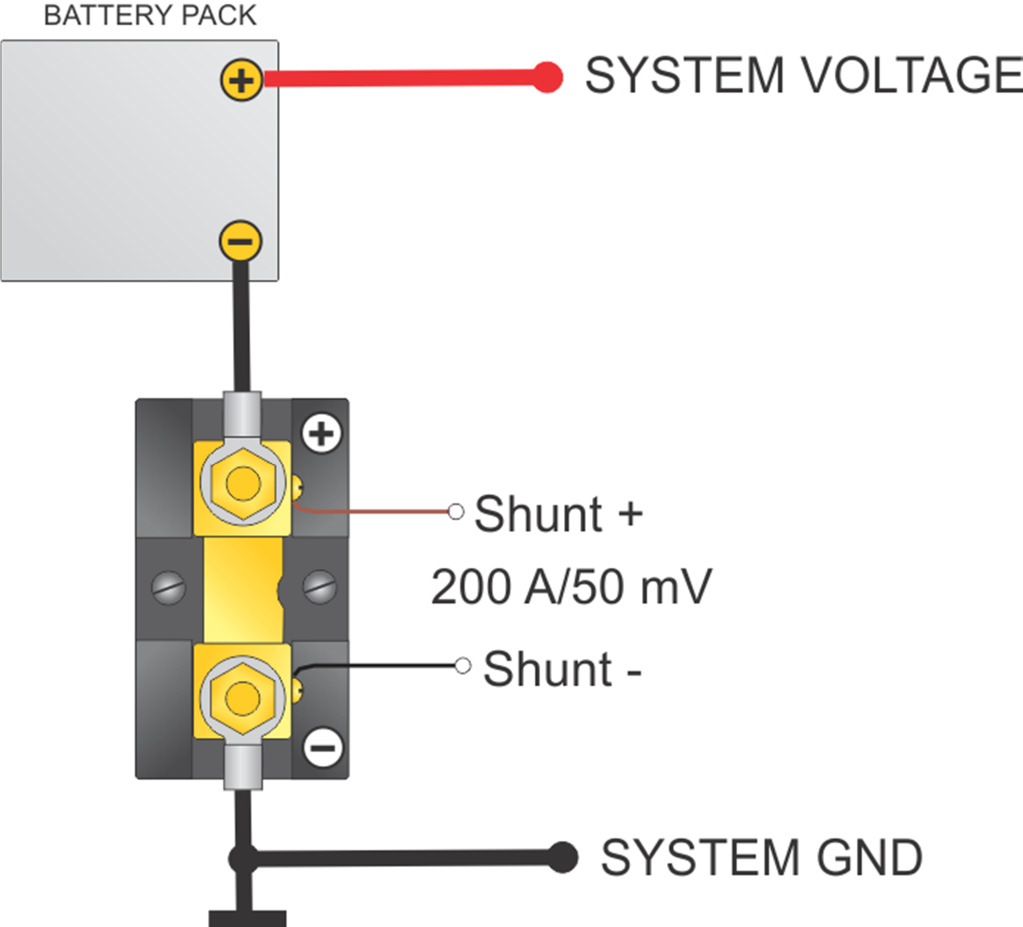 BATTERY PACK
+ SYSTEM VOLTAGE
−
+
Shunt +
200 A/50 mV
Shunt -
−
SYSTEM GND